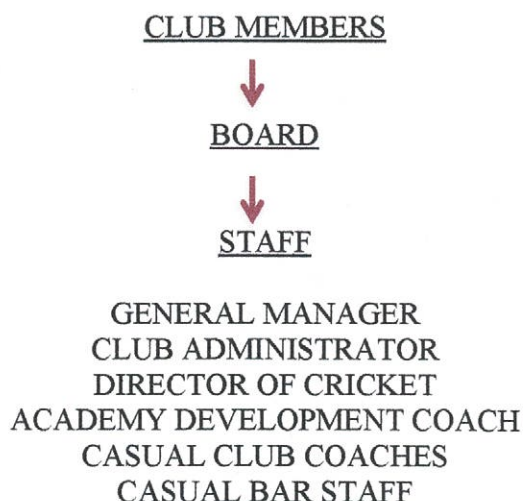 CLUB MEMBERS
BOARD
STAFF
GENERAL MANAGER
CLUB ADMINISTRATOR
DIRECTOR OF CRICKET
ACADEMY DEVELOPMENT COACH
CASUAL CLUB COACHES
CASUAL BAR STAFF